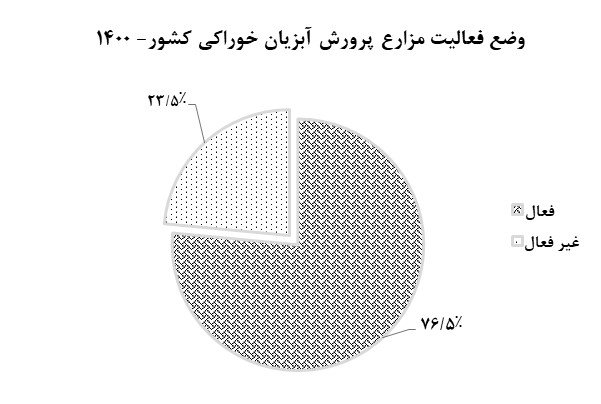 وضع فعالیت مزارع پرورش آبزیان خوراکی کشور- ۱۴۰۰
۲۳/۵٪
فعال
غیر فعال
۷۶/۵٪